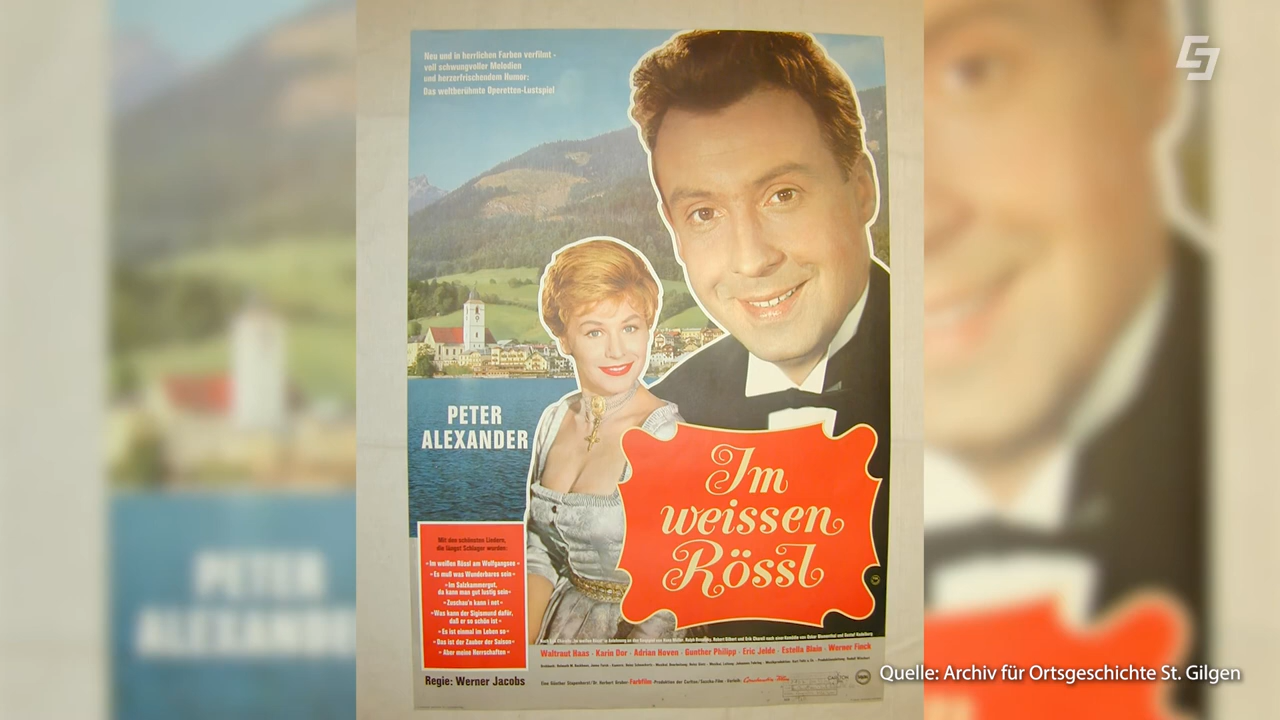 Neu und in herrlichen Farben verfilmt -
voll schwungvoller Melodien
und herzerfrischendem Humor:
Das weltberühmte Operetten-Lustspiel
PETER
ALEXANDER
Im
weissen
Rössl
Mit den schönsten Liedern,
die längst Schlager wurden:
»Im weißen Rössl am Wolfgangsee«
»Es muß was Wunderbares sein«
»Im Salzkammergut,
da kann man gut lustig sein«
»Zuschau'n kann i net«
»Was kann der Sigismund dafür,
daß er so schön ist«
»Es ist einmal im Leben so«
»Das ist der Zauber der Saison«
»Aber meine Herrschaften«
Waltraut Haas · Karin Dor · Adrian Hoven · Gunther Philipp · Eric Jelde · Estella Blain · Werner Finck
Regie: Werner Jacobs
Farbfilm
PETER
ALEXANDER
Quelle: Archiv für Ortsgeschichte St. Gilgen